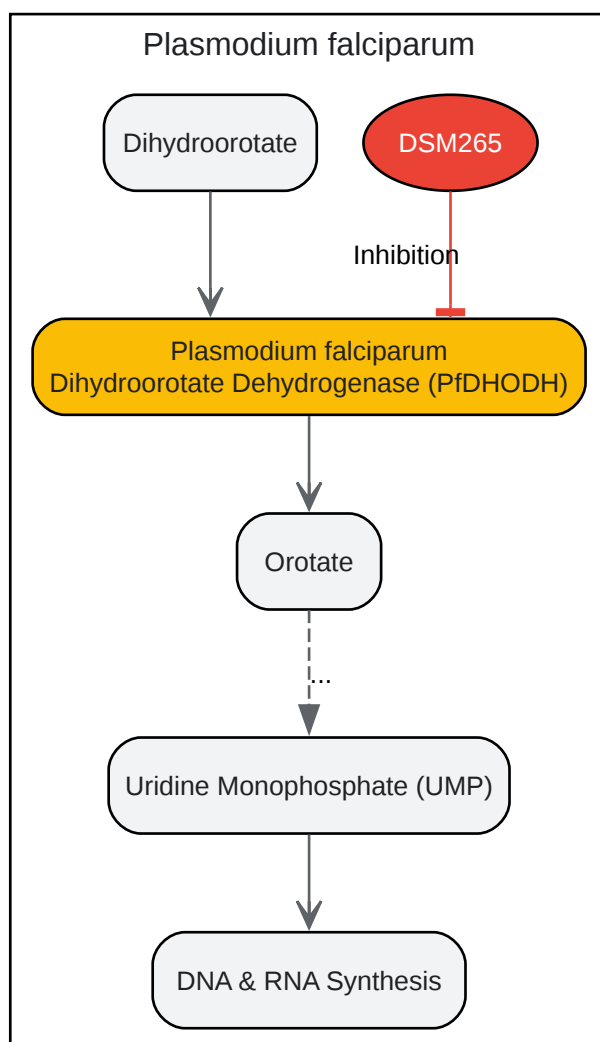 Plasmodium falciparum
Dihydroorotate
DSM265
Inhibition
Plasmodium falciparum
Dihydroorotate Dehydrogenase (PfDHODH)
Orotate
...
Uridine Monophosphate (UMP)
DNA & RNA Synthesis